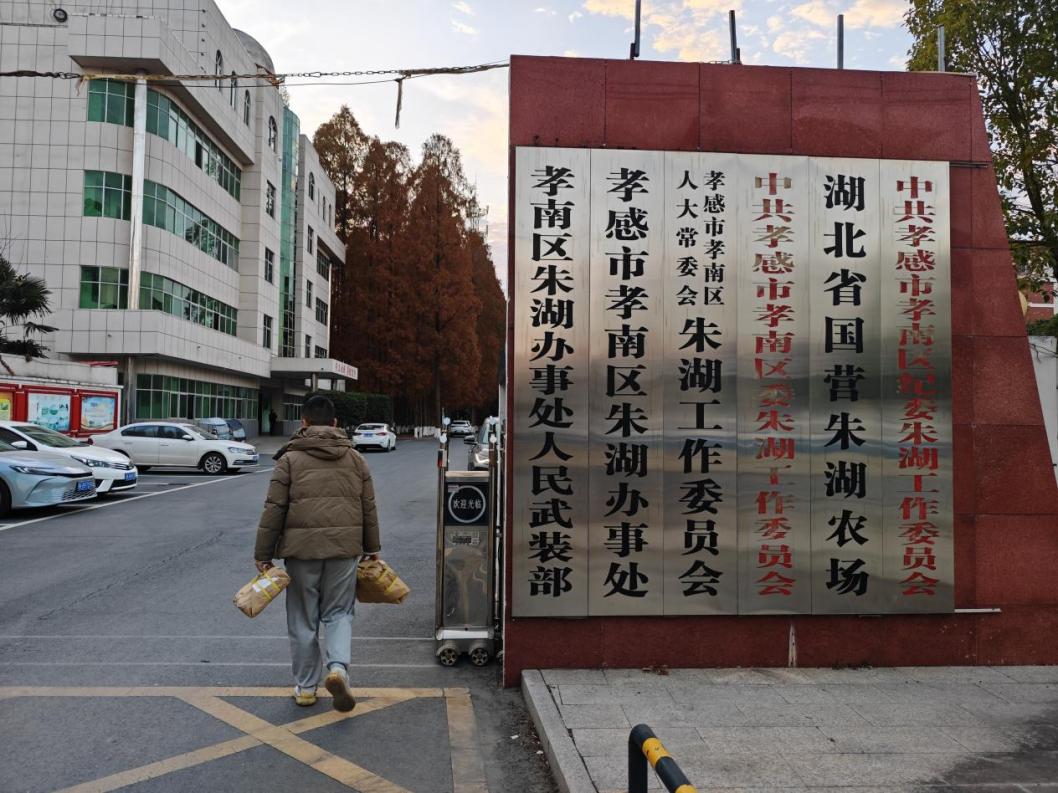 孝南区朱湖办事处人民武装部
孝感市孝南区朱湖办事处
孝感市孝南区
人大常委会
朱湖工作委员会
中共孝感市孝南区委朱湖工作委员会
湖北省国营朱湖农场
中共孝感市孝南区纪委朱湖工作委员会
欢迎光临